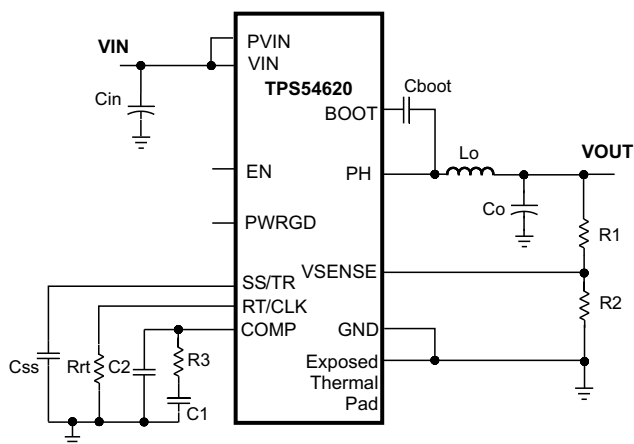 VIN
PVIN
VIN
TPS54620
Cin
BOOT
Cboot
EN
PH
Lo
VOUT
Co
R1
PWRGD
VSENSE
SS/TR
RT/CLK
R2
COMP
GND
Css
Rrt
C2
R3
C1
Exposed
Thermal
Pad